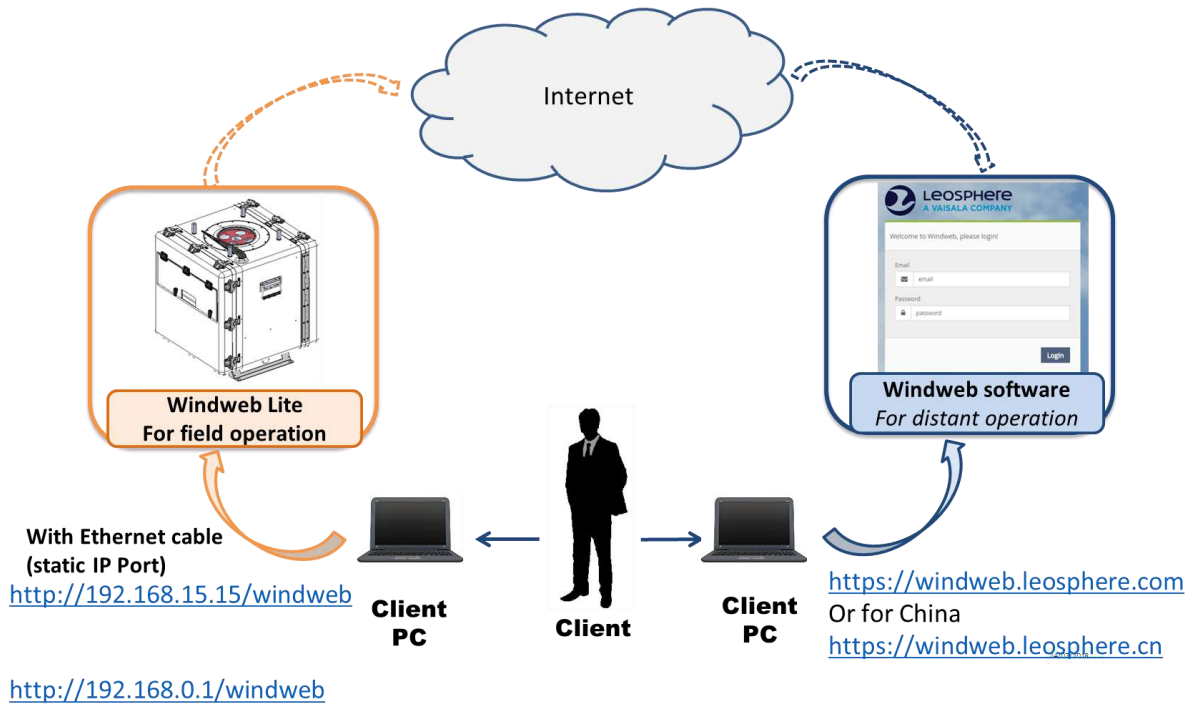 Internet
LEOSPHERE
A VAISALA COMPANY
Welcome to Windweb, please login!
Email
email
Password
password
Login
Windweb Lite
For field operation
Windweb software
For distant operation
With Ethernet cable
(static IP Port)
http://192.168.15.15/windweb
Client
PC
Client
Client
PC
https://windweb.leosphere.com
Or for China
https://windweb.leosphere.cn
http://192.168.0.1/windweb